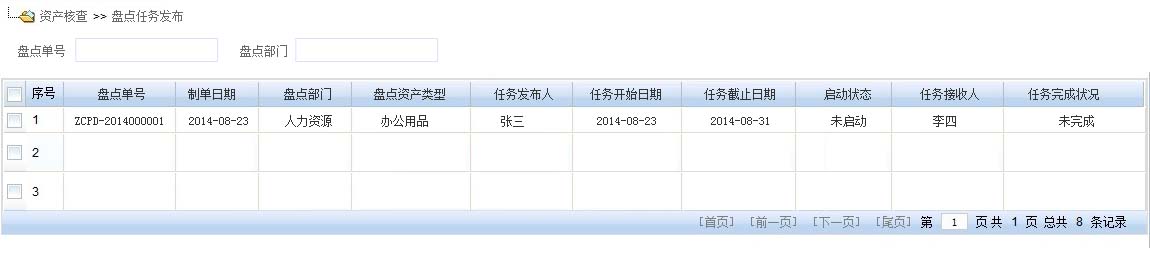 资产核查 >> 盘点任务发布
盘点单号 盘点部门
序号 盘点单号 制单日期 盘点部门 盘点资产类型 任务发布人 任务开始日期 任务截止日期 启动状态 任务接收人 任务完成状况
1 ZCPD-2014000001 2014-08-23 人力资源 办公用品 张三 2014-08-23 2014-08-31 未启动 李四 未完成
2
3
[首页] [前一页] [下一页] [尾页] 第 1 页 共 1 页 总共 8 条记录